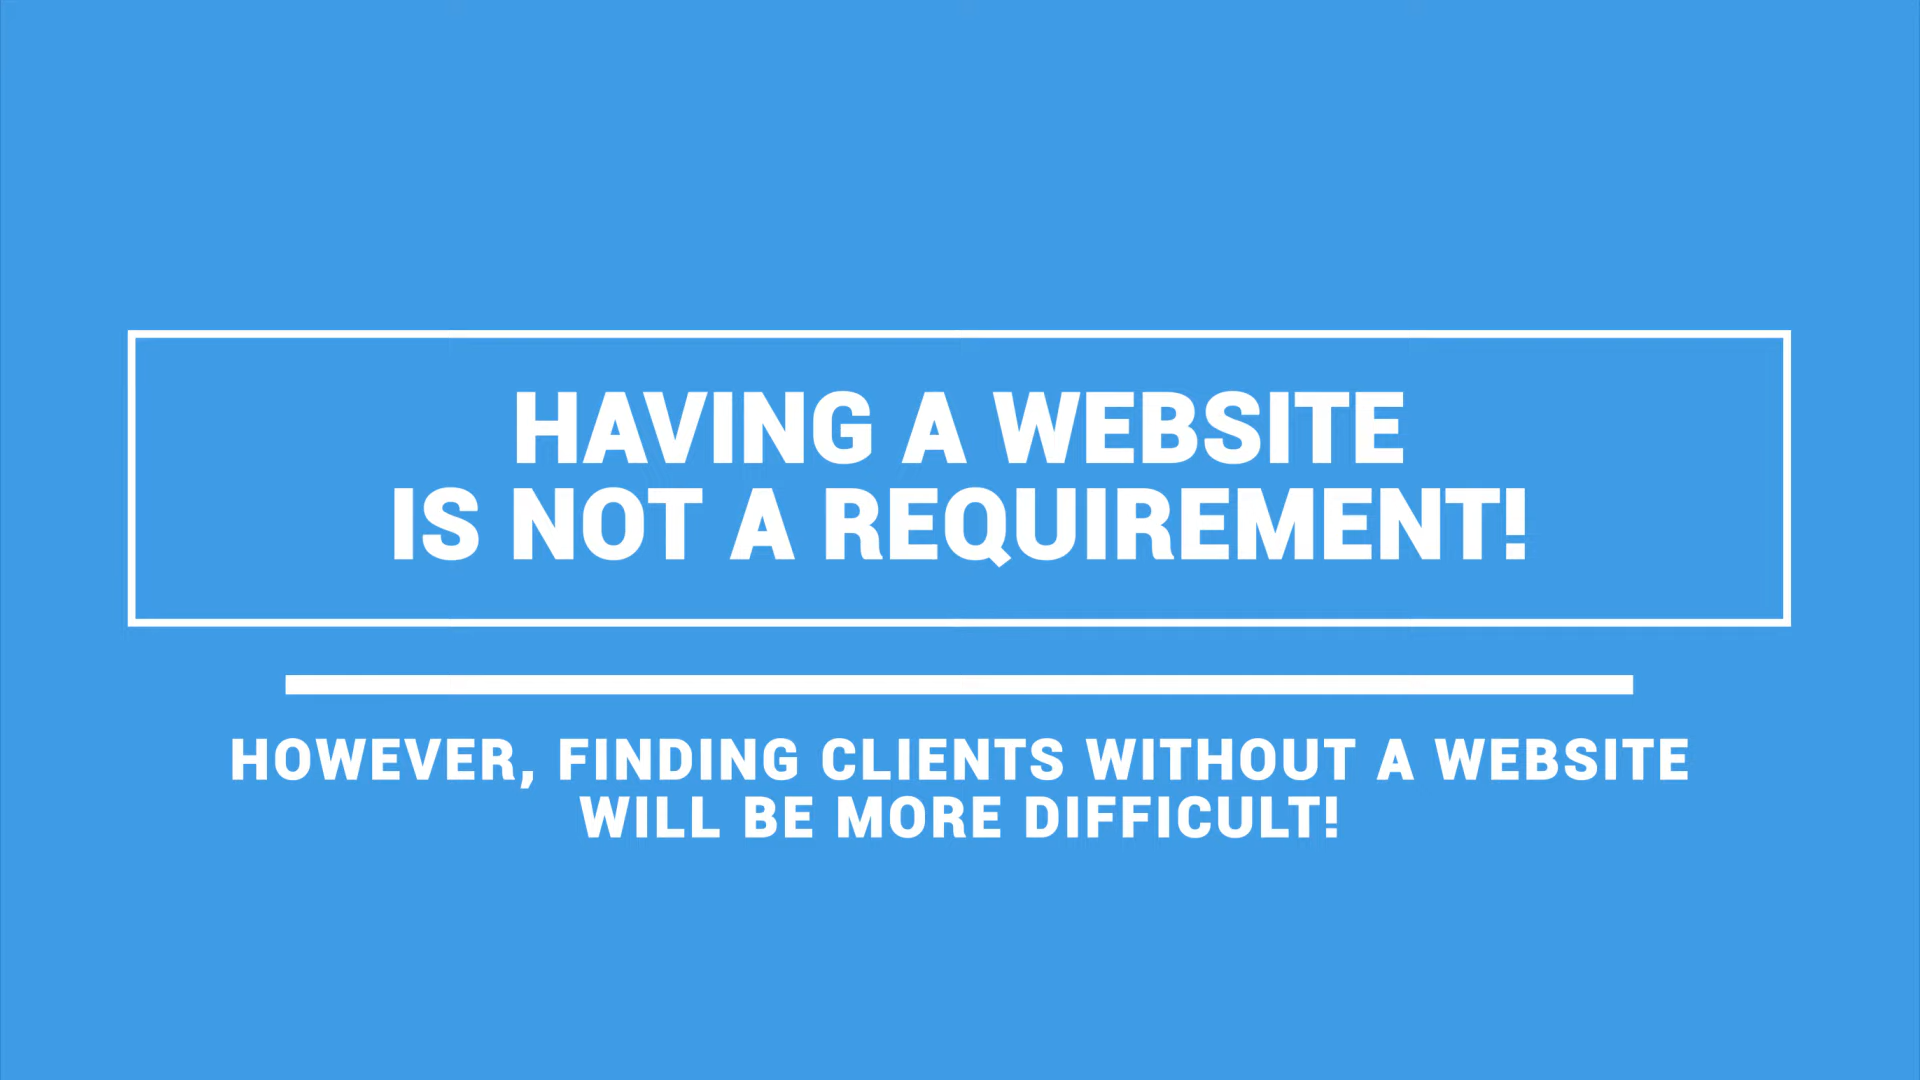 HAVING A WEBSITE
IS NOT A REQUIREMENT!
HOWEVER, FINDING CLIENTS WITHOUT A WEBSITE
WILL BE MORE DIFFICULT!